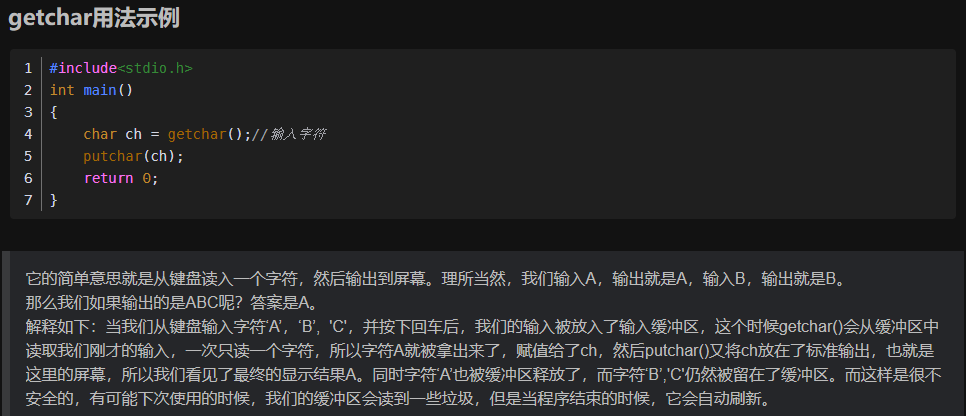 getchar用法示例
1 #include<stdio.h>
2 int main()
3 {
4     char ch = getchar();//输入字符
5     putchar(ch);
6     return 0;
7 }
它的简单意思就是从键盘读入一个字符，然后输出到屏幕。理所当然，我们输入A，输出就是A，输入B，输出就是B。
那么我们如果输出的是ABC呢？答案是A。
解释如下：当我们从键盘输入字符‘A’，‘B’，'C'，并按下回车后，我们的输入被放入了输入缓冲区，这个时候getchar()会从缓冲区中
读取我们刚才的输入，一次只读一个字符，所以字符A就被拿出来了，赋值给了ch，然后putchar()又将ch放在了标准输出，也就是
这里的屏幕，所以我们看见了最终的显示结果A。同时字符‘A’也被缓冲区释放了，而字符‘B’,'C'仍然被留在了缓冲区。而这样是很不
安全的，有可能下次使用的时候，我们的缓冲区会读到一些垃圾，但是当程序结束的时候，它会自动刷新。